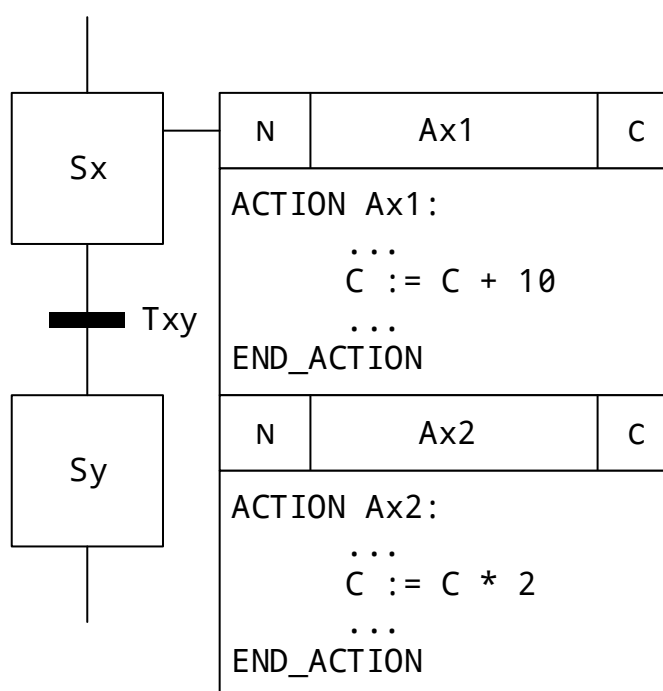 N Ax1 C
Sx
ACTION Ax1:
...
C := C + 10
...
END_ACTION
Txy
N Ax2 C
Sy
ACTION Ax2:
...
C := C * 2
...
END_ACTION